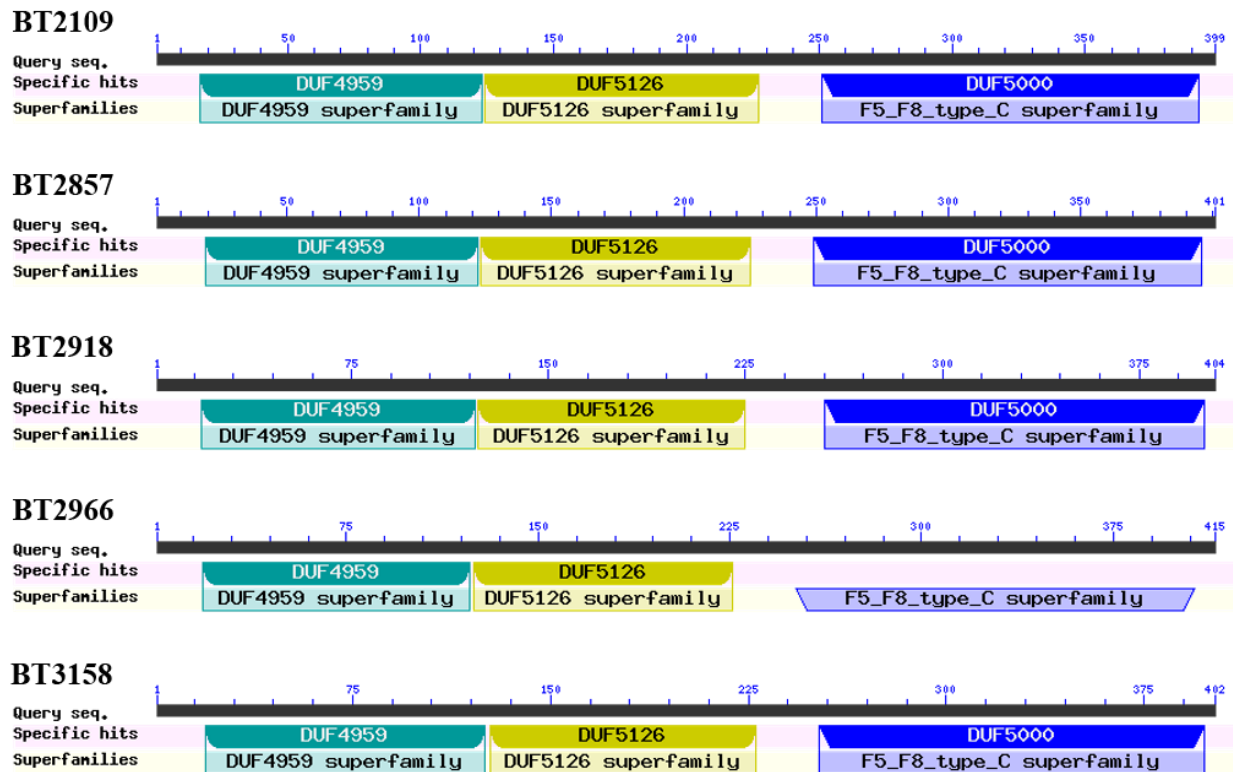 BT2109
1 50 100 150 200 250 300 350 399
Query seq.
Specific hits DUF4959 DUF5126 DUF5000
Superfamilies DUF4959 superfamily DUF5126 superfamily F5_F8_type_C superfamily
BT2857
1 50 100 150 200 250 300 350 401
Query seq.
Specific hits DUF4959 DUF5126 DUF5000
Superfamilies DUF4959 superfamily DUF5126 superfamily F5_F8_type_C superfamily
BT2918
1 75 150 225 300 375 404
Query seq.
Specific hits DUF4959 DUF5126 DUF5000
Superfamilies DUF4959 superfamily DUF5126 superfamily F5_F8_type_C superfamily
BT2966
1 75 150 225 300 375 415
Query seq.
Specific hits DUF4959 DUF5126
Superfamilies DUF4959 superfamily DUF5126 superfamily F5_F8_type_C superfamily
BT3158
1 75 150 225 300 375 402
Query seq.
Specific hits DUF4959 DUF5126 DUF5000
Superfamilies DUF4959 superfamily DUF5126 superfamily F5_F8_type_C superfamily